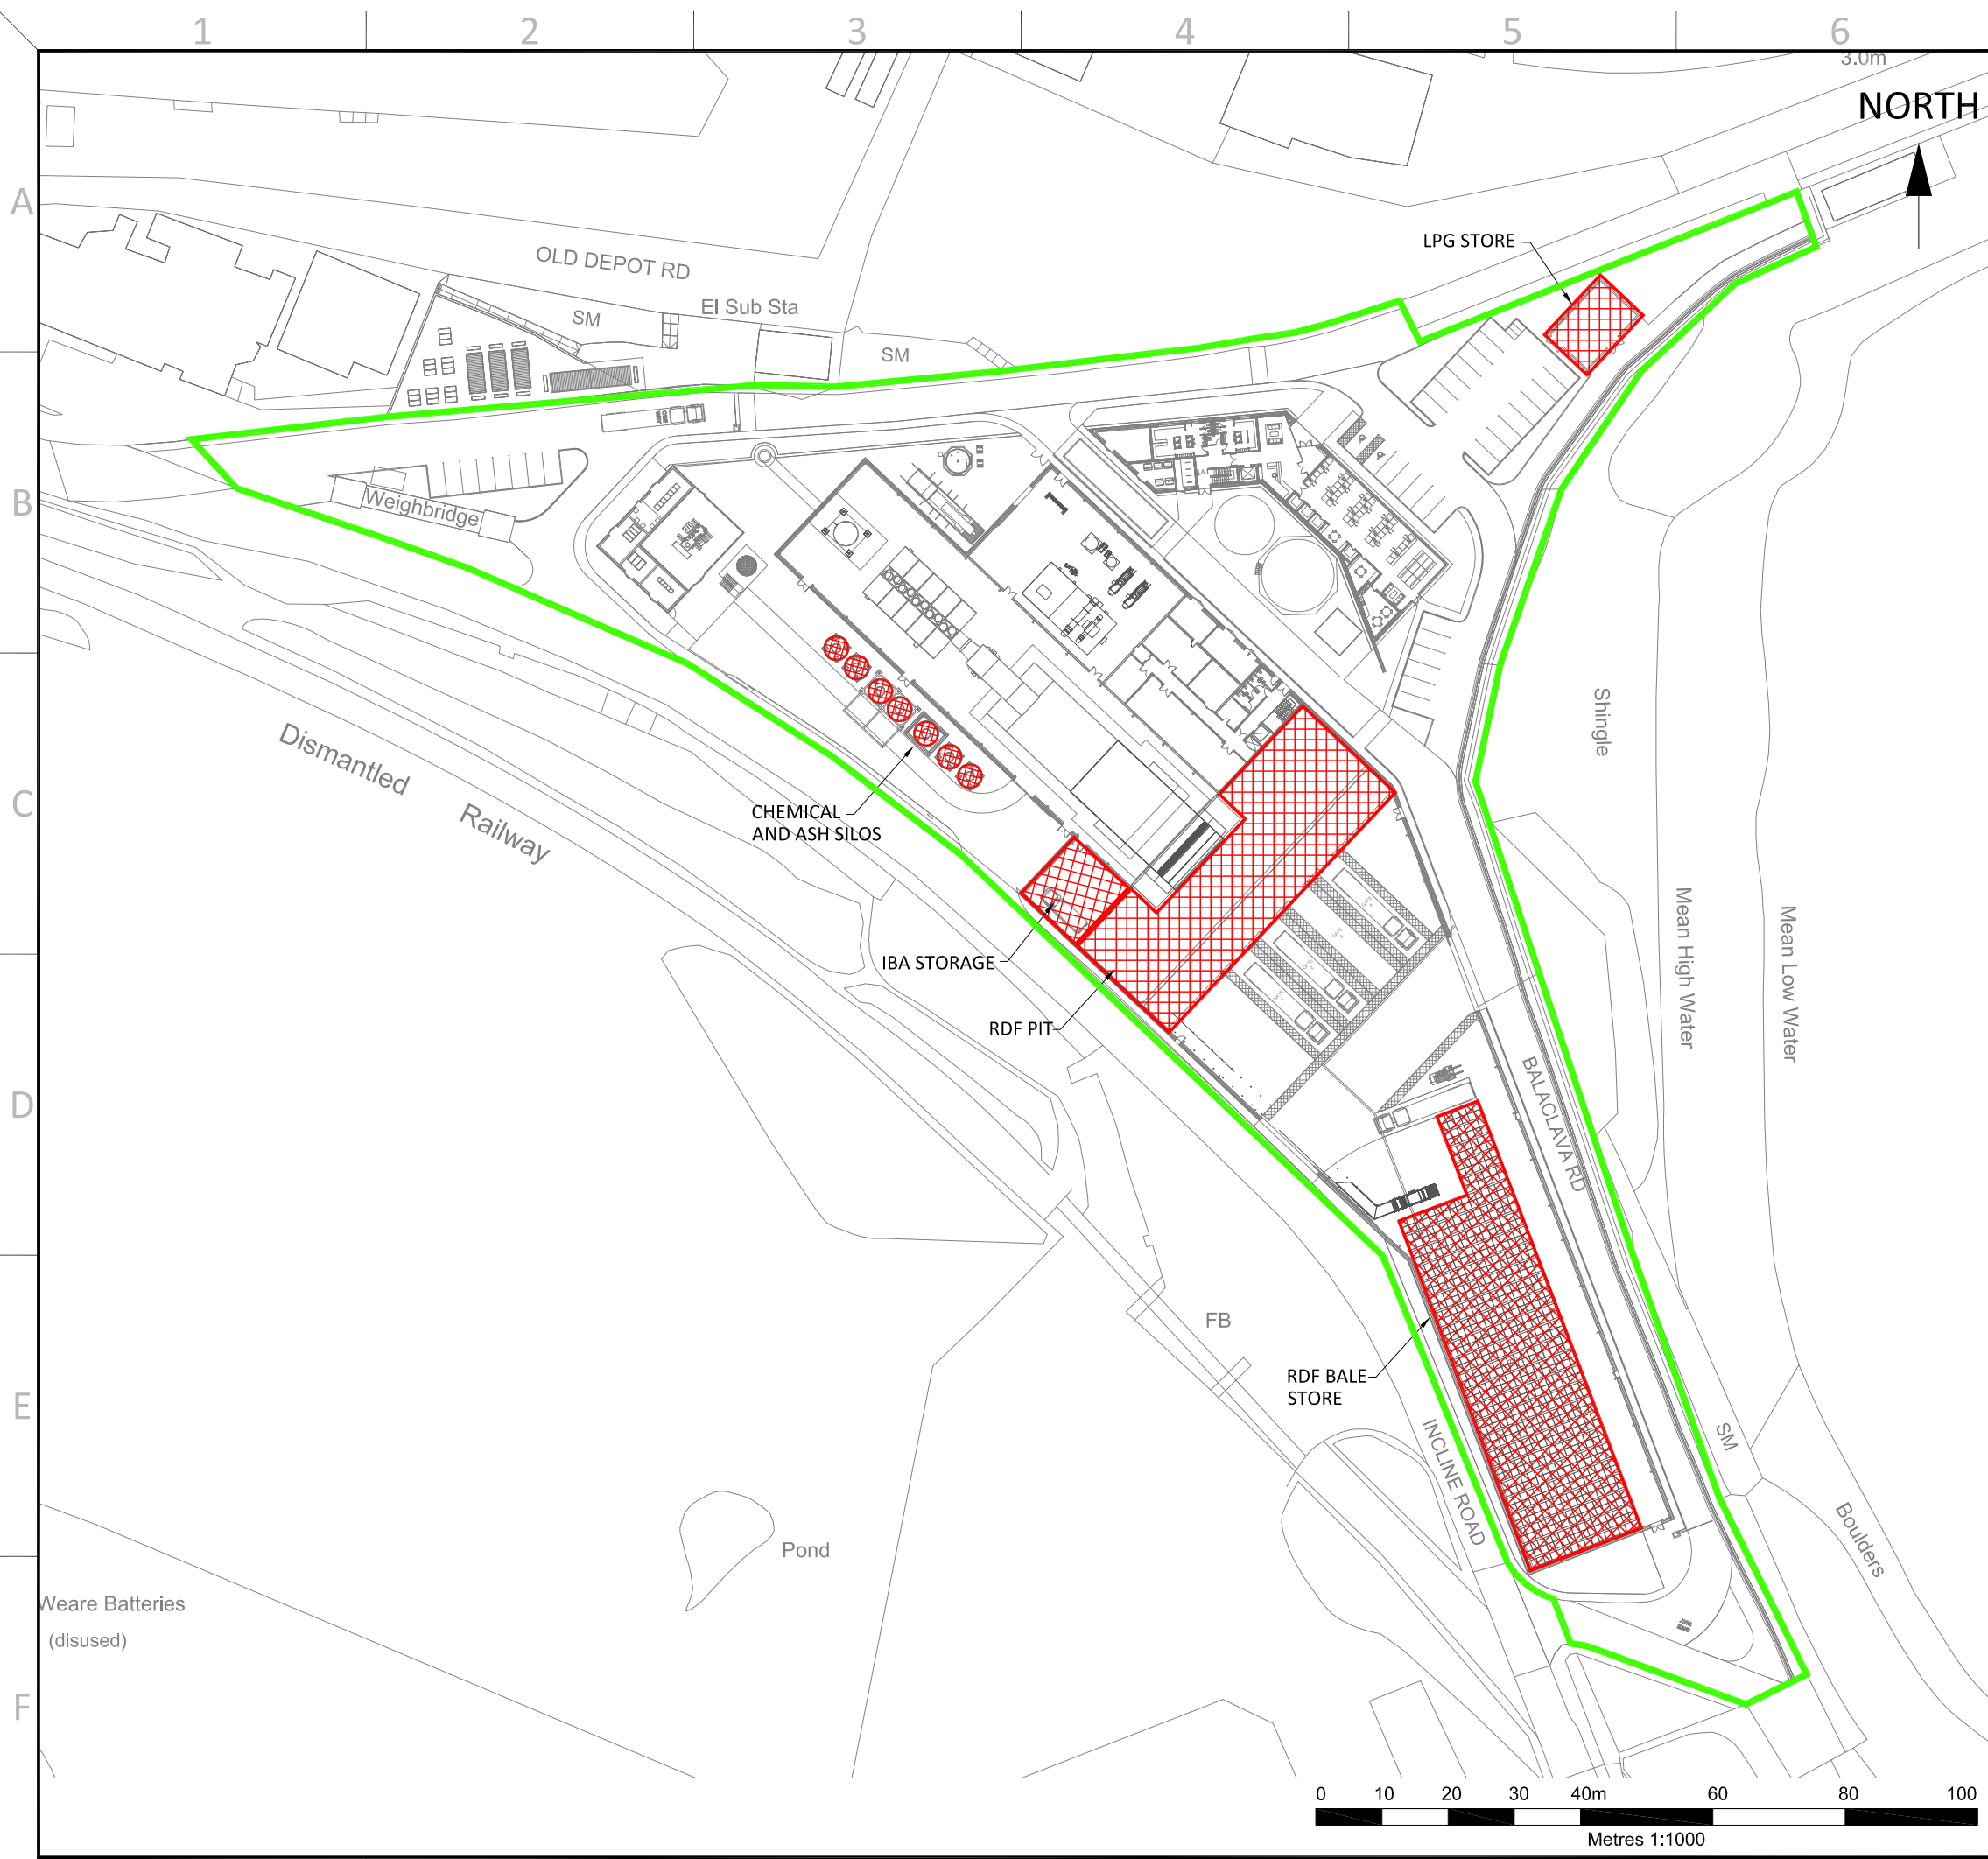 1 2 3 4 5 6
3.0m
NORTH
A
LPG STORE
OLD DEPOT RD
El Sub Sta
SM
SM
B
Weighbridge
Shingle
Dismantled
Railway
C
CHEMICAL
AND ASH SILOS
Mean High Water
Mean Low Water
IBA STORAGE
RDF PIT
D
BALACLAVA RD
FB
RDF BALE
STORE
E
INCLINE ROAD
SM
Boulders
Pond
Weare Batteries
(disused)
F
0 10 20 30 40m 60 80 100
Metres 1:1000